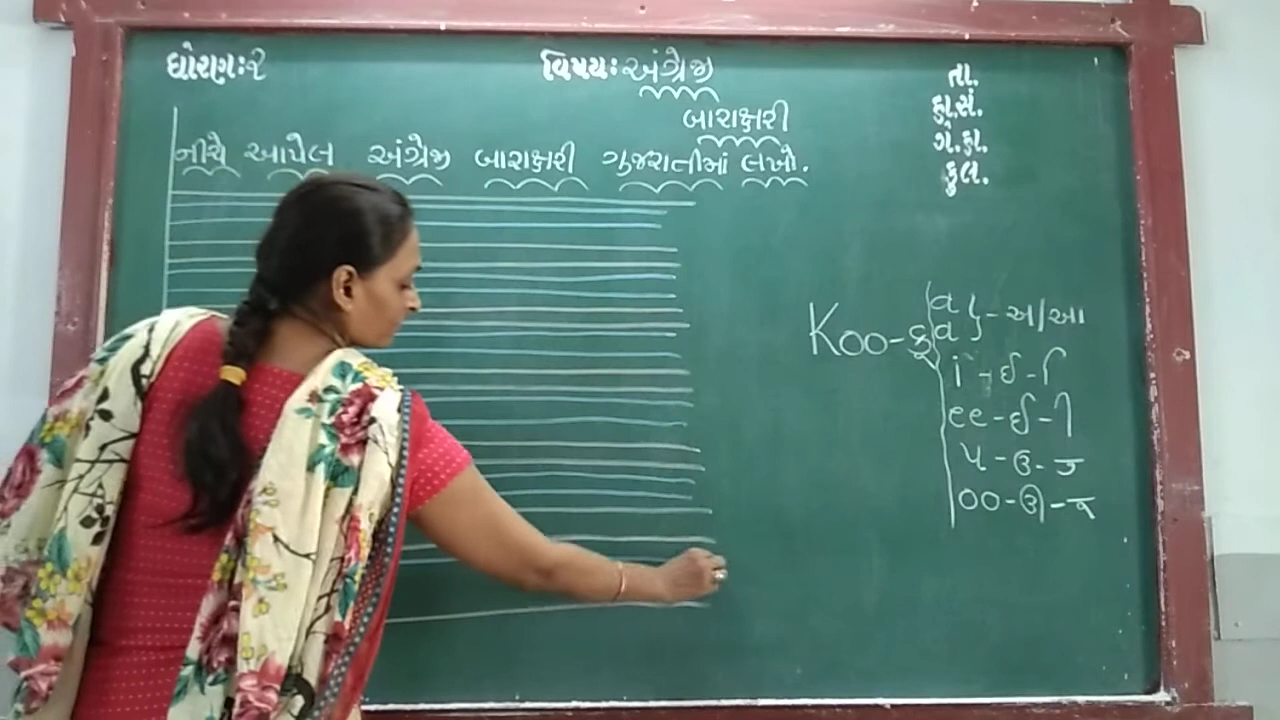 ધોરણઃ૨
વિષયઃ અંગ્રેજી
બારાક્ષરી
તા.
હા.સં.
ગે.હા.
કુલ.
નીચે આપેલ અંગ્રેજી બારાક્ષરી ગુજરાતીમાં લખો.
Koo-કૂ
a
a } - અ/આ
i - ઇ - િ
ee - ઈ - ી
u - ઉ - ુ
oo - ઊ - ૂ